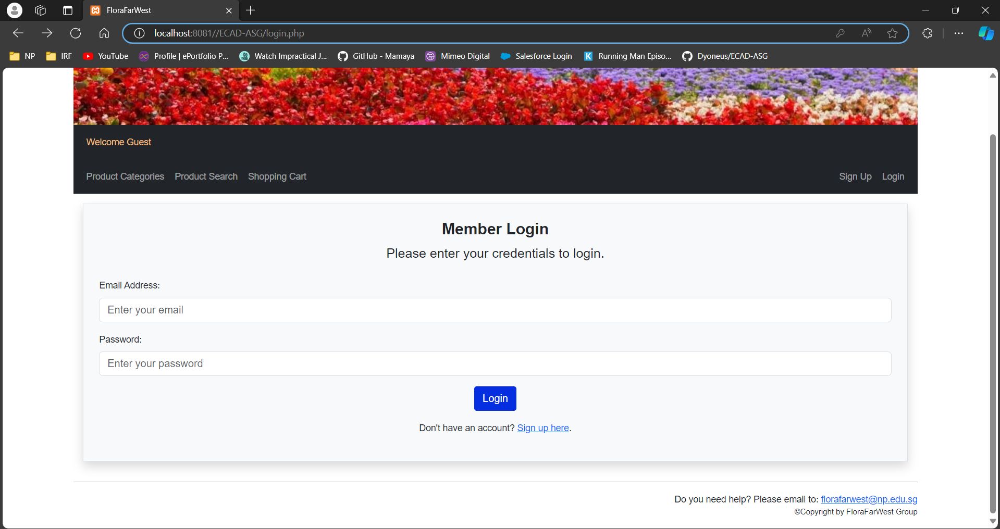 FloraFarWest
localhost:8081//ECAD-ASG/login.php
NP IRF YouTube Profile | ePortfolio P... Watch Impractical J... GitHub - Mamaya Mimeo Digital Salesforce Login Running Man Episo... Dyoneus/ECAD-ASG
Welcome Guest
Product Categories Product Search Shopping Cart Sign Up Login
Member Login
Please enter your credentials to login.
Email Address:
Enter your email
Password:
Enter your password
Login
Don't have an account? Sign up here.
Do you need help? Please email to: florafarwest@np.edu.sg
©Copyright by FloraFarWest Group